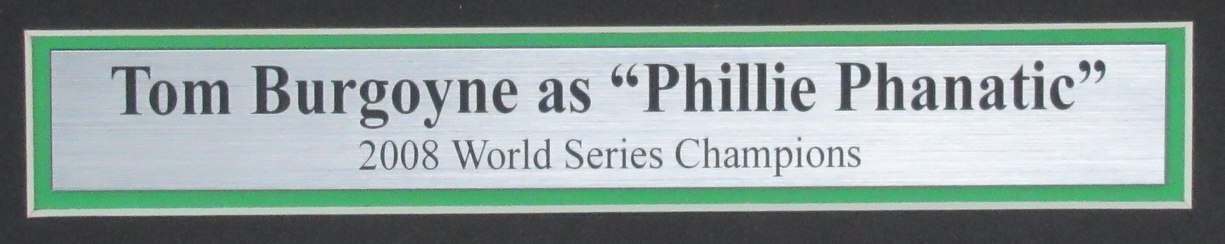 Tom Burgoyne as “Phillie Phanatic”
2008 World Series Champions